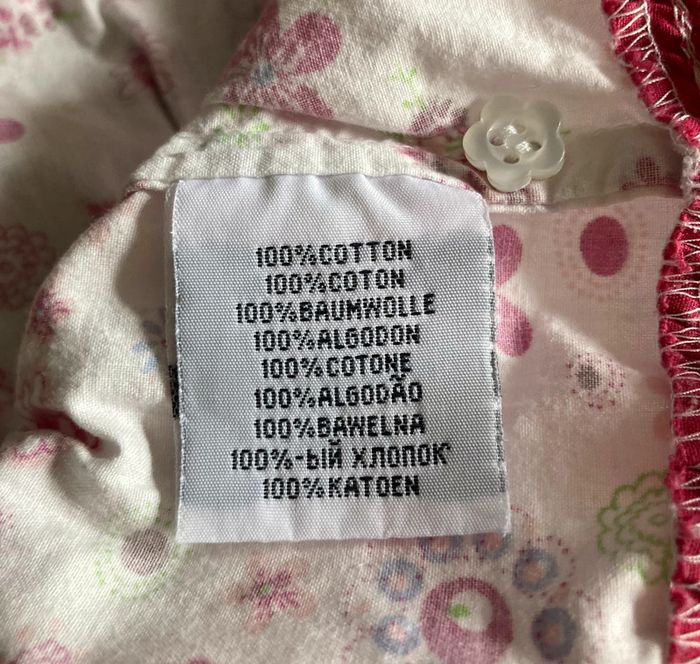 100%COTTON
100%COTON
100%BAUMWOLLE
100%ALGODON
100%COTONE
100%ALGODÃO
100%BAWELNA
100%-ЫЙ ХЛОПОК
100%KATOEN